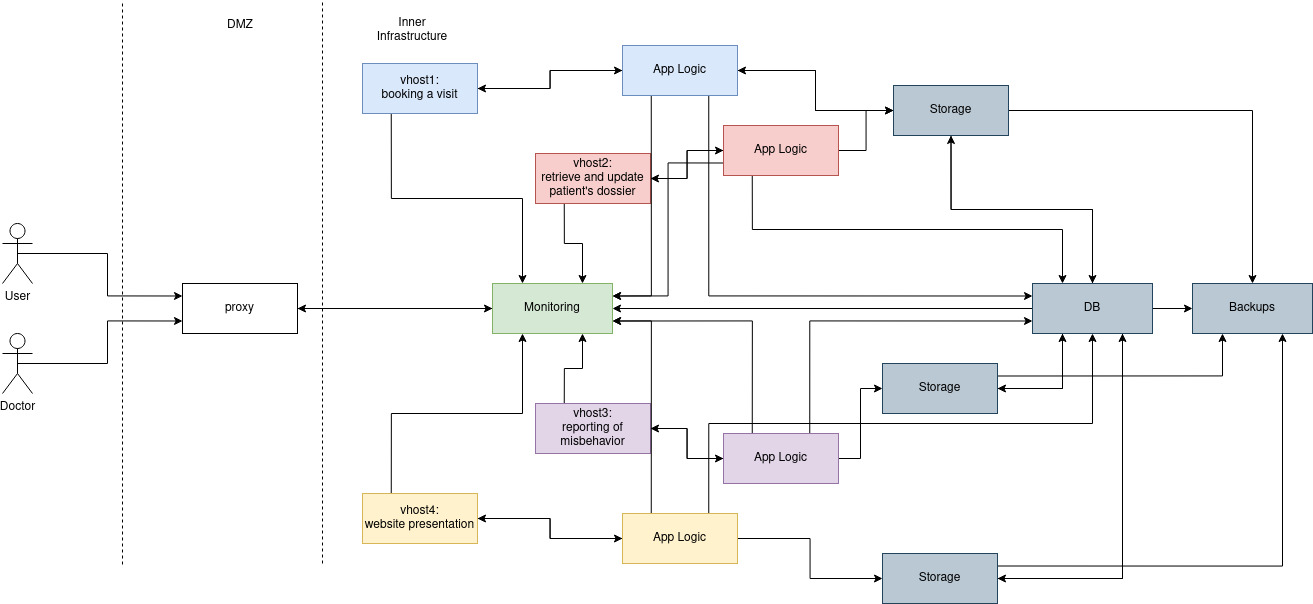 DMZ
Inner
Infrastructure
vhost1:
booking a visit
App Logic
Storage
App Logic
vhost2:
retrieve and update
patient's dossier
User
proxy
Monitoring
DB
Backups
Doctor
Storage
vhost3:
reporting of
misbehavior
App Logic
vhost4:
website presentation
App Logic
Storage